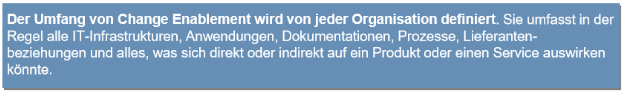 Der Umfang von Change Enablement wird von jeder Organisation definiert. Sie umfasst in der
Regel alle IT-Infrastrukturen, Anwendungen, Dokumentationen, Prozesse, Lieferanten-
beziehungen und alles, was sich direkt oder indirekt auf ein Produkt oder einen Service auswirken
könnte.